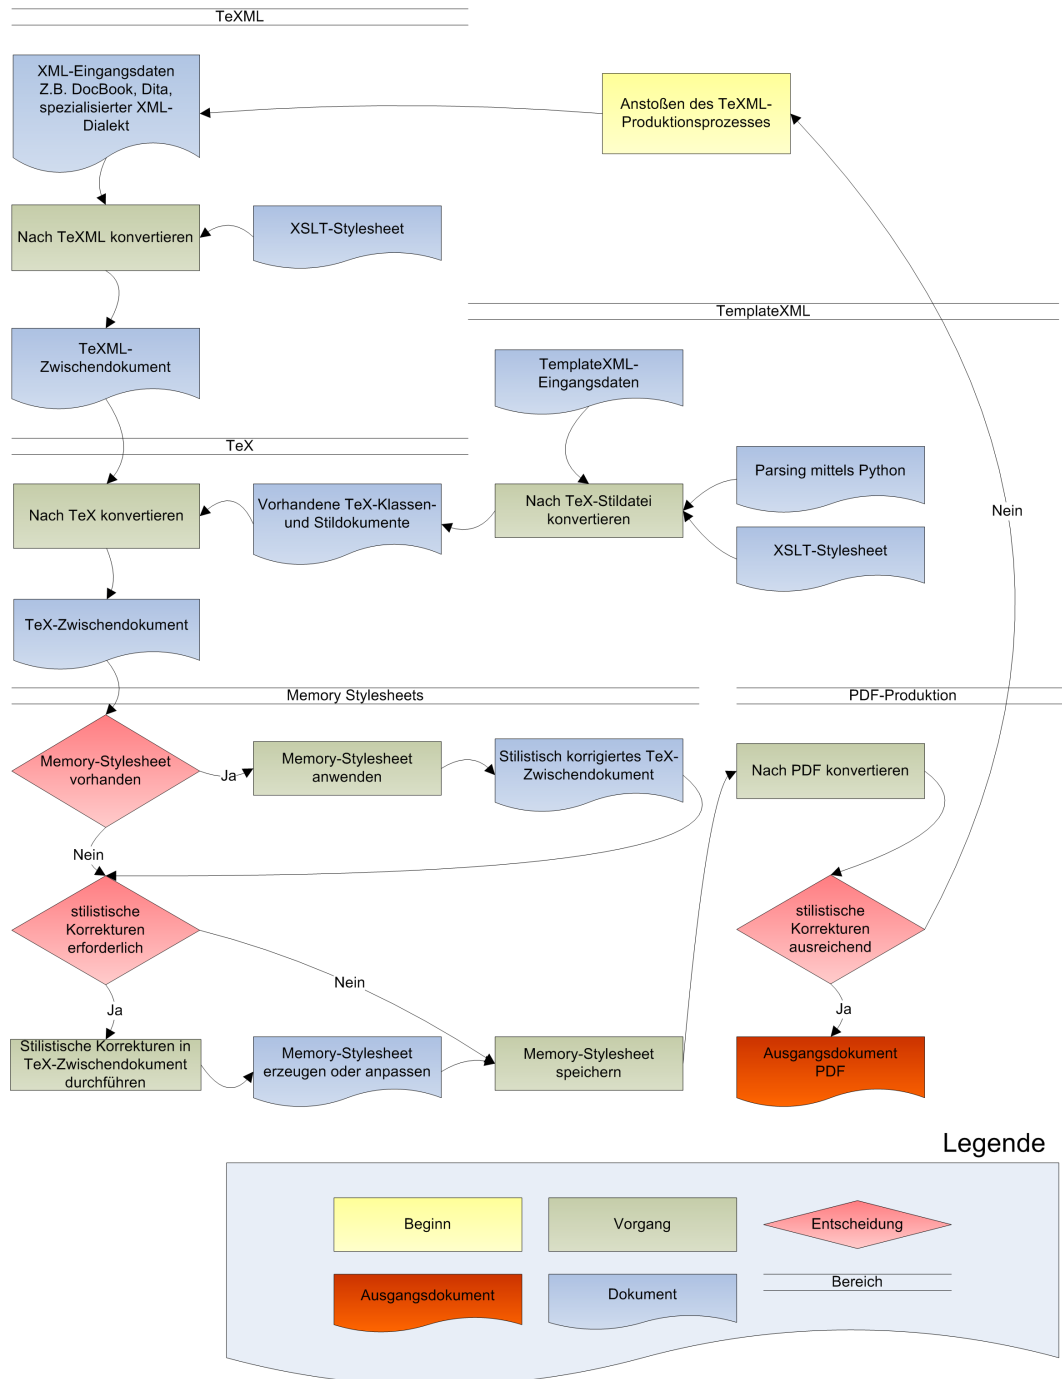 TeXML
XML-Eingangsdaten
Z.B. DocBook, Dita,
spezialisierter XML-
Dialekt
Anstoßen des TeXML-
Produktionsprozesses
Nach TeXML konvertieren
XSLT-Stylesheet
TemplateXML
TeXML-
Zwischendokument
TemplateXML-
Eingangsdaten
TeX
Parsing mittels Python
Nach TeX konvertieren
Vorhandene TeX-Klassen-
und Stildokumente
Nach TeX-Stildatei
konvertieren
Nein
XSLT-Stylesheet
TeX-Zwischendokument
Memory Stylesheets
PDF-Produktion
Memory-Stylesheet
vorhanden
Ja
Memory-Stylesheet
anwenden
Stilistisch korrigiertes TeX-
Zwischendokument
Nach PDF konvertieren
Nein
stilistische
Korrekturen
erforderlich
stilistische
Korrekturen
ausreichend
Nein
Ja
Ja
Stilistische Korrekturen in
TeX-Zwischendokument
durchführen
Memory-Stylesheet
erzeugen oder anpassen
Memory-Stylesheet
speichern
Ausgangsdokument
PDF
Legende
Beginn
Vorgang
Entscheidung
Ausgangsdokument
Dokument
Bereich